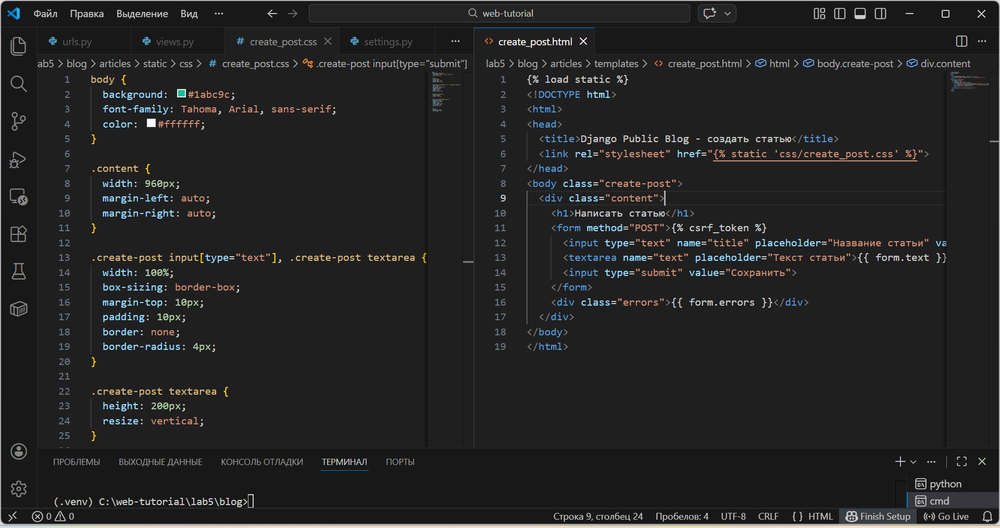 Файл Правка Выделение Вид ··· web-tutorial
urls.py views.py # create_post.css settings.py ··· <> create_post.html ···
lab5 > blog > articles > static > css > # create_post.css > .create-post input[type="submit"]
1 body {
2 background: #1abc9c;
3 font-family: Tahoma, Arial, sans-serif;
4 color: #ffffff;
5 }
6
7 .content {
8 width: 960px;
9 margin-left: auto;
10 margin-right: auto;
11 }
12
13 .create-post input[type="text"], .create-post textarea {
14 width: 100%;
15 box-sizing: border-box;
16 margin-top: 10px;
17 padding: 10px;
18 border: none;
19 border-radius: 4px;
20 }
21
22 .create-post textarea {
23 height: 200px;
24 resize: vertical;
25 }
lab5 > blog > articles > templates > <> create_post.html > html > body.create-post > div.content
1 {% load static %}
2 <!DOCTYPE html>
3 <html>
4 <head>
5 <title>Django Public Blog - создать статью</title>
6 <link rel="stylesheet" href="{% static 'css/create_post.css' %}">
7 </head>
8 <body class="create-post">
9 <div class="content">
10 <h1>Написать статью</h1>
11 <form method="POST">{% csrf_token %}
12 <input type="text" name="title" placeholder="Название статьи" va
13 <textarea name="text" placeholder="Текст статьи">{{ form.text }}
14 <input type="submit" value="Сохранить">
15 </form>
16 <div class="errors">{{ form.errors }}</div>
17 </div>
18 </body>
19 </html>
ПРОБЛЕМЫ ВЫХОДНЫЕ ДАННЫЕ КОНСОЛЬ ОТЛАДКИ ТЕРМИНАЛ ПОРТЫ
(.venv) C:\web-tutorial\lab5\blog>
python
cmd
0 0 Строка 9, столбец 24 Пробелов: 4 UTF-8 CRLF {} HTML Finish Setup Go Live